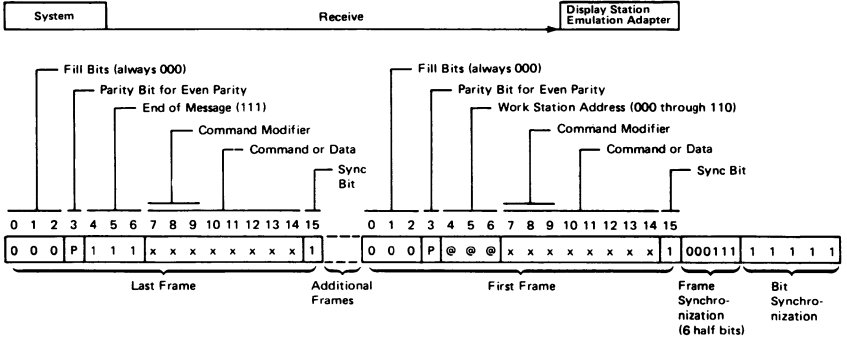 System
Receive
Display Station
Emulation Adapter
Fill Bits (always 000)
Parity Bit for Even Parity
End of Message (111)
Command Modifier
Command or Data
Sync
Bit
Fill Bits (always 000)
Parity Bit for Even Parity
Work Station Address (000 through 110)
Command Modifier
Command or Data
Sync Bit
0 1 2 3 4 5 6 7 8 9 10 11 12 13 14 15
0 1 2 3 4 5 6 7 8 9 10 11 12 13 14 15
0 0 0 P 1 1 1 x x x x x x x x 1
0 0 0 P @ @ @ x x x x x x x x 1 000111 1 1 1 1 1
Last Frame
Additional
Frames
First Frame
Frame
Synchro-
nization
(6 half bits)
Bit
Synchro-
nization